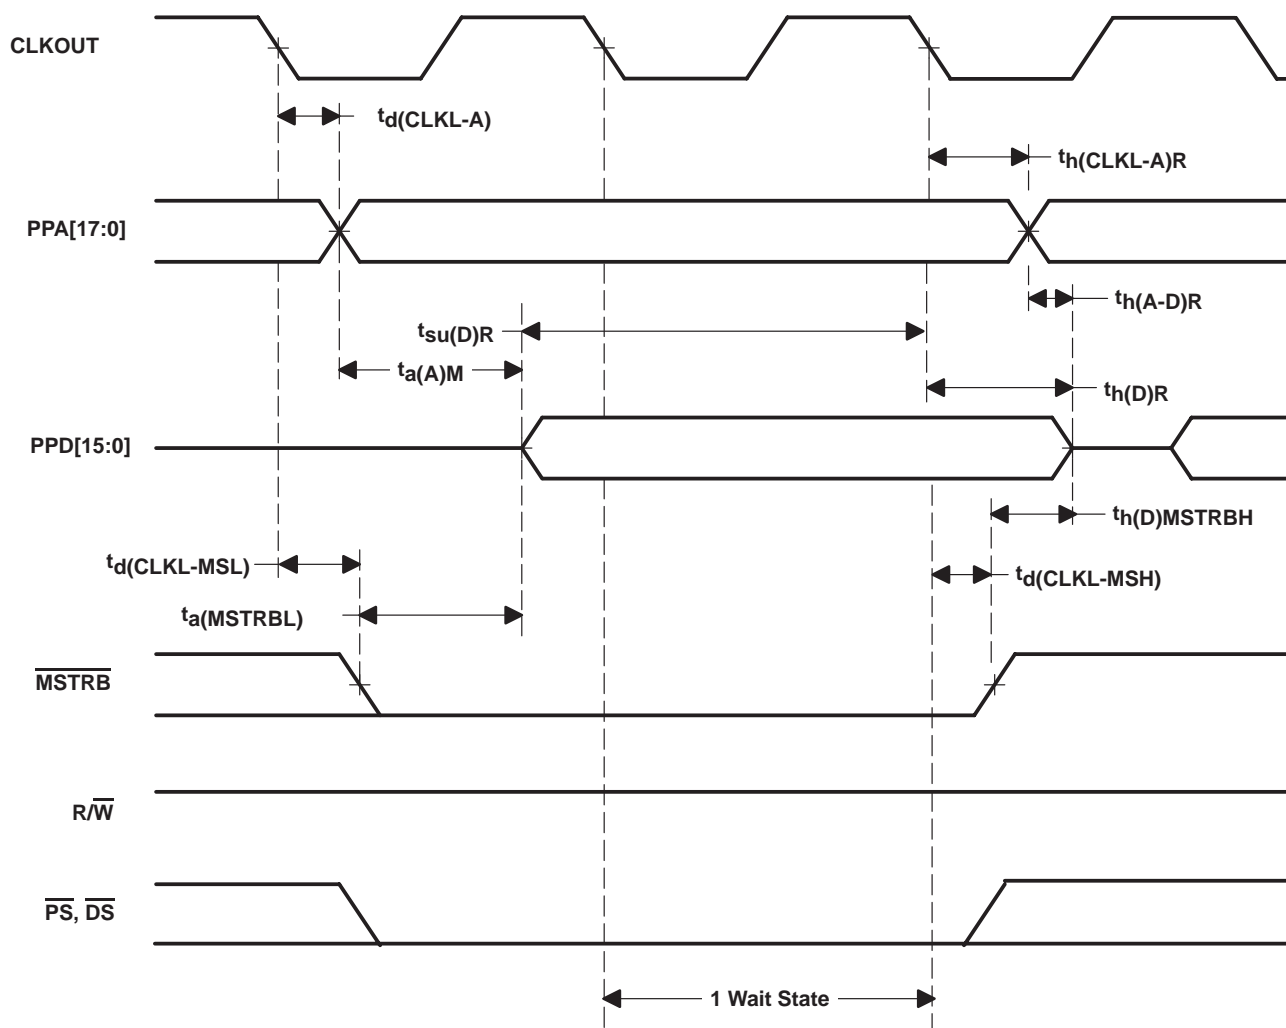 CLKOUT
td(CLKL-A)
th(CLKL-A)R
PPA[17:0]
th(A-D)R
tsu(D)R
ta(A)M
th(D)R
PPD[15:0]
th(D)MSTRBH
td(CLKL-MSL)
td(CLKL-MSH)
ta(MSTRBL)
MSTRB
R/W
PS, DS
1 Wait State